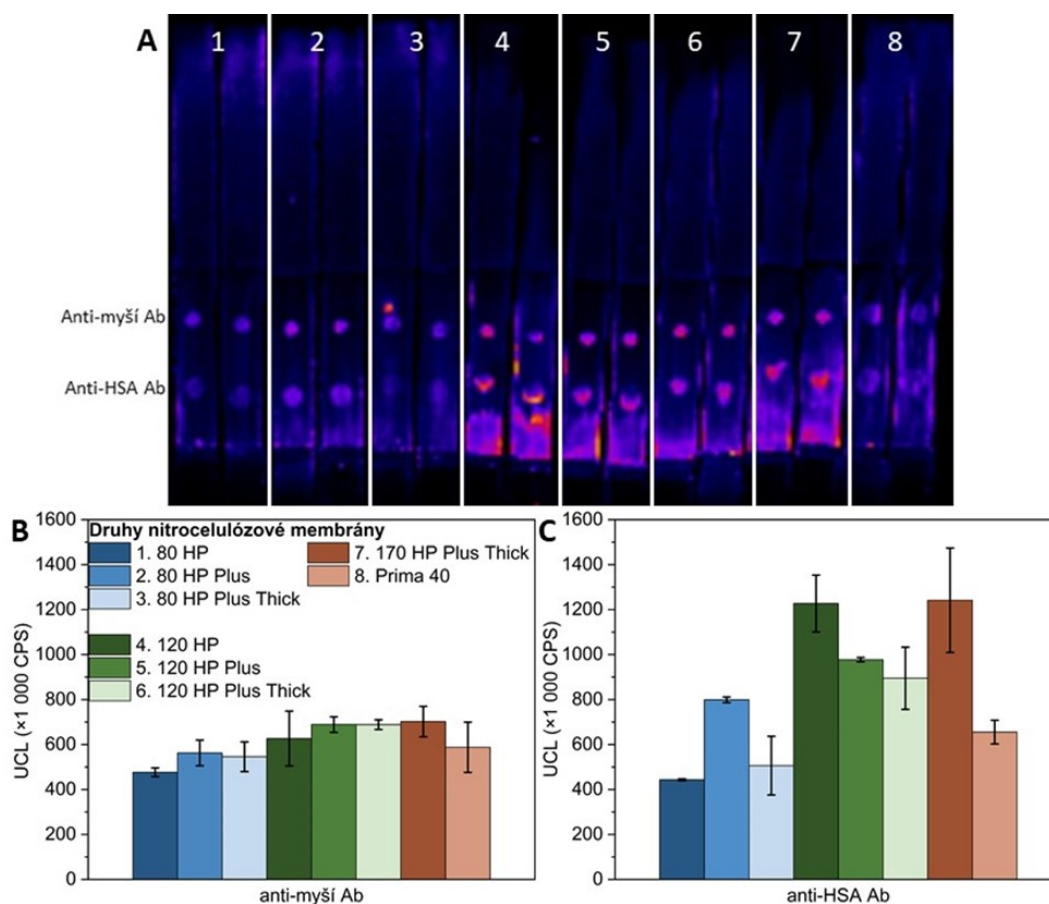 A
1 2 3 4 5 6 7 8
Anti-myší Ab
Anti-HSA Ab
B
Druhy nitrocelulózové membrány
1. 80 HP
2. 80 HP Plus
3. 80 HP Plus Thick
4. 120 HP
5. 120 HP Plus
6. 120 HP Plus Thick
7. 170 HP Plus Thick
8. Prima 40
UCL (×1 000 CPS)
1600
1400
1200
1000
800
600
400
200
0
anti-myší Ab
C
UCL (×1 000 CPS)
1600
1400
1200
1000
800
600
400
200
0
anti-HSA Ab